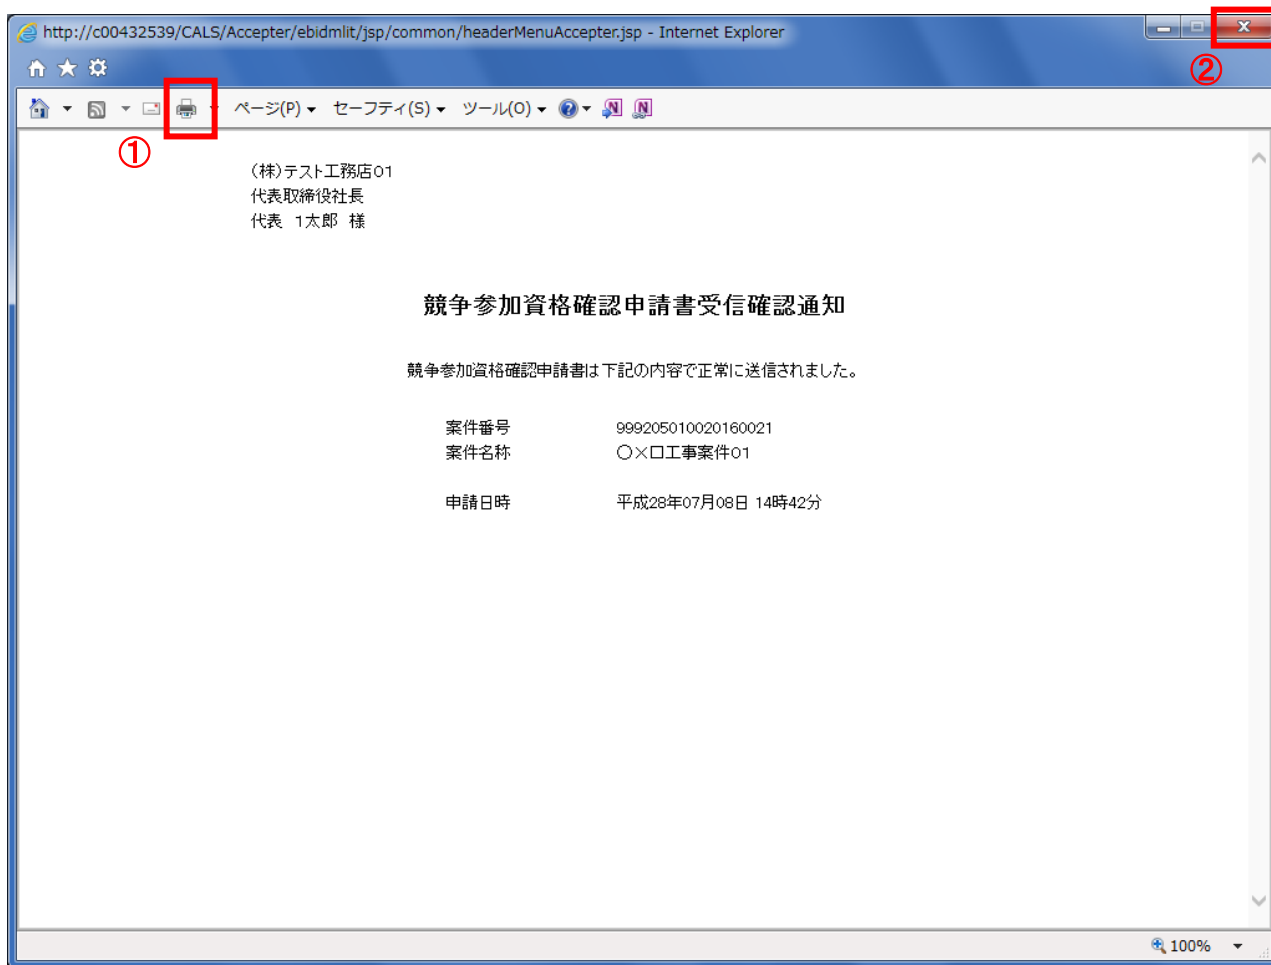 http://c00432539/CALS/Accepter/ebidmlit/jsp/common/headerMenuAccepter.jsp - Internet Explorer
②
ページ(P) セーフティ(S) ツール(O)
①
(株)テスト工務店01
代表取締役社長
代表 1太郎 様
競争参加資格確認申請書受信確認通知
競争参加資格確認申請書は下記の内容で正常に送信されました。
案件番号 999205010020160021
案件名称 〇×口工事案件01
申請日時 平成28年07月08日 14時42分
100%